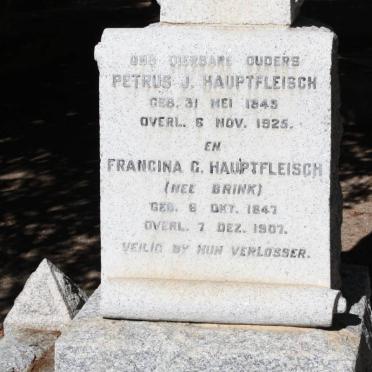 ONS DIERBARE OUDERS
PETRUS J. HAUPTFLEISCH
GEB. 31 MEI 1845
OVERL. 6 NOV. 1925.
EN
FRANCINA C. HAUPTFLEISCH
(NEE BRINK)
GEB. 8 OKT. 1847
OVERL. 7 DEZ. 1907.
VEILIG BY HUN VERLOSSER.